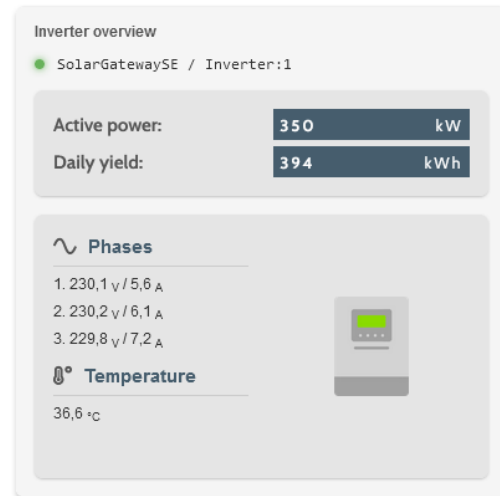 Inverter overview
SolarGatewaySE / Inverter:1
Active power: 350 kW
Daily yield: 394 kWh
Phases
1. 230,1 V / 5,6 A
2. 230,2 V / 6,1 A
3. 229,8 V / 7,2 A
Temperature
36,6 °C